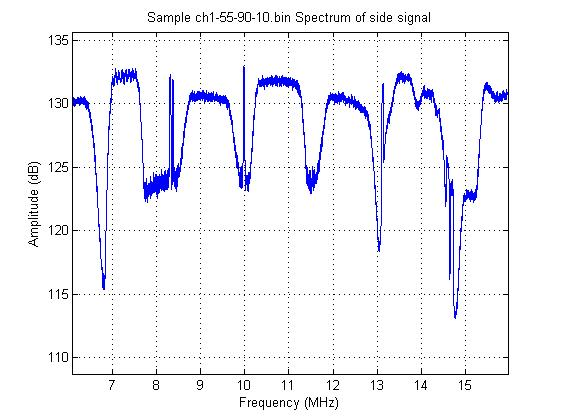 Sample ch1-55-90-10.bin Spectrum of side signal
135
130
125
120
115
110
Amplitude (dB)
7 8 9 10 11 12 13 14 15
Frequency (MHz)